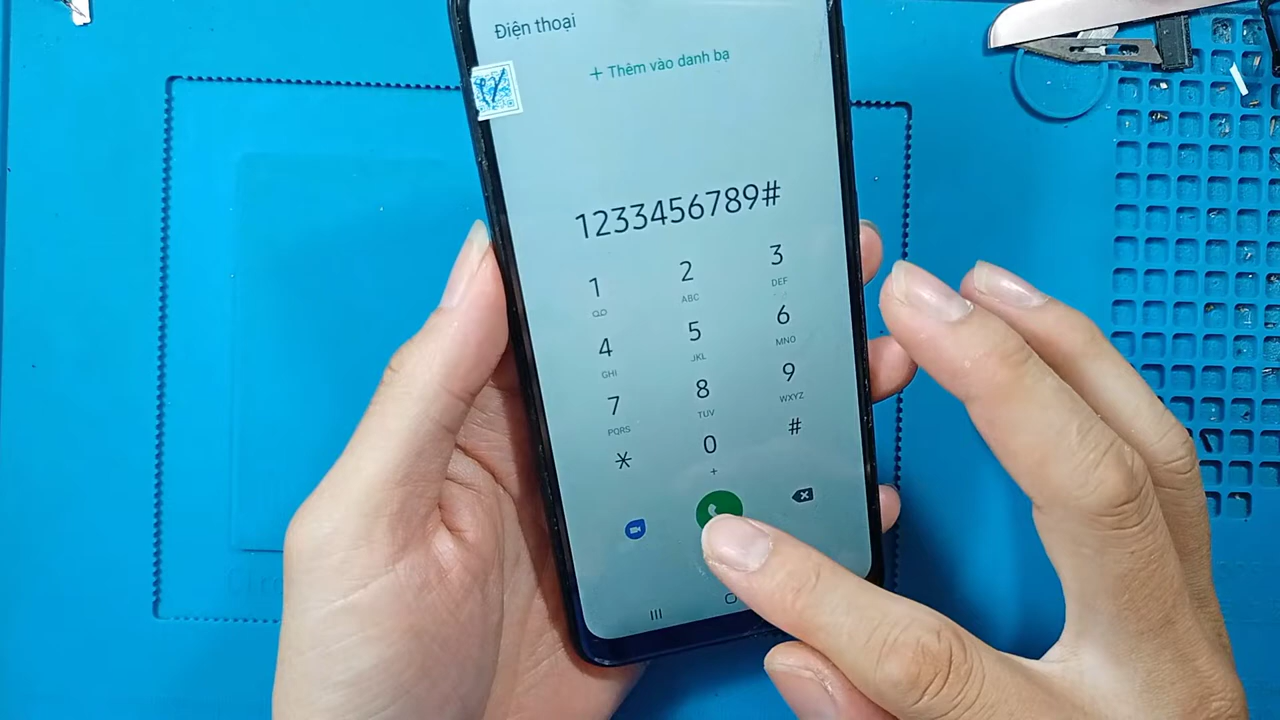 Điện thoại
+ Thêm vào danh bạ
1233456789#
1 2 3
ABC DEF
4 5 6
GHI JKL MNO
7 8 9
PQRS TUV WXYZ
* 0 #
+